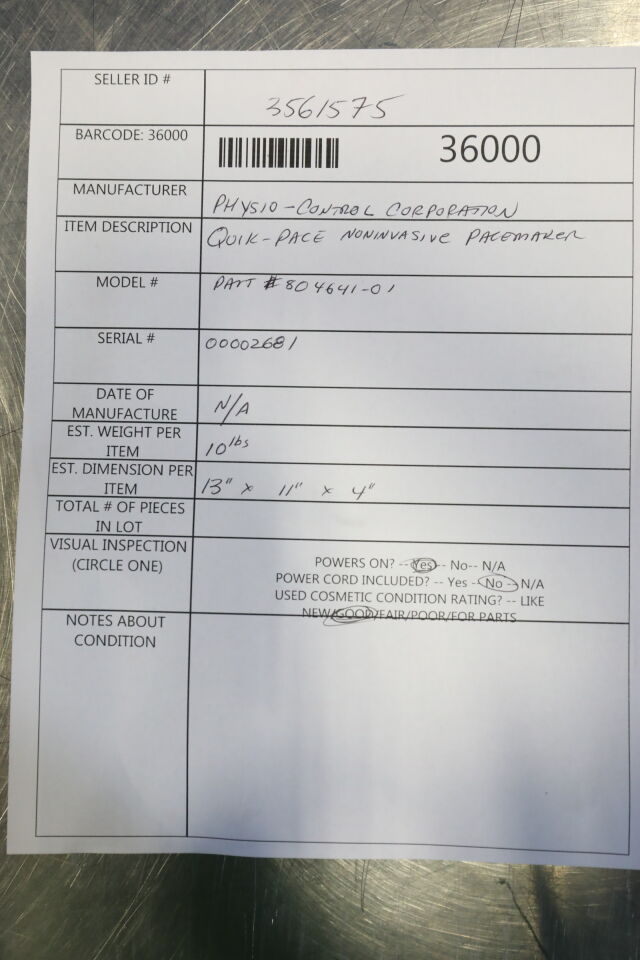 SELLER ID # 3561575
BARCODE: 36000 36000
MANUFACTURER PHYSIO-CONTROL CORPORATION
ITEM DESCRIPTION QUIK-PACE NONINVASIVE PACEMAKER
MODEL # PART #804641-01
SERIAL # 00002681
DATE OF
MANUFACTURE N/A
EST. WEIGHT PER
ITEM 10 lbs
EST. DIMENSION PER
ITEM 13" x 11" x 4"
TOTAL # OF PIECES
IN LOT
VISUAL INSPECTION
(CIRCLE ONE)
POWERS ON? -- Yes -- No-- N/A
POWER CORD INCLUDED? -- Yes -- No -- N/A
USED COSMETIC CONDITION RATING? -- LIKE
NEW/GOOD/FAIR/POOR/FOR PARTS
NOTES ABOUT
CONDITION